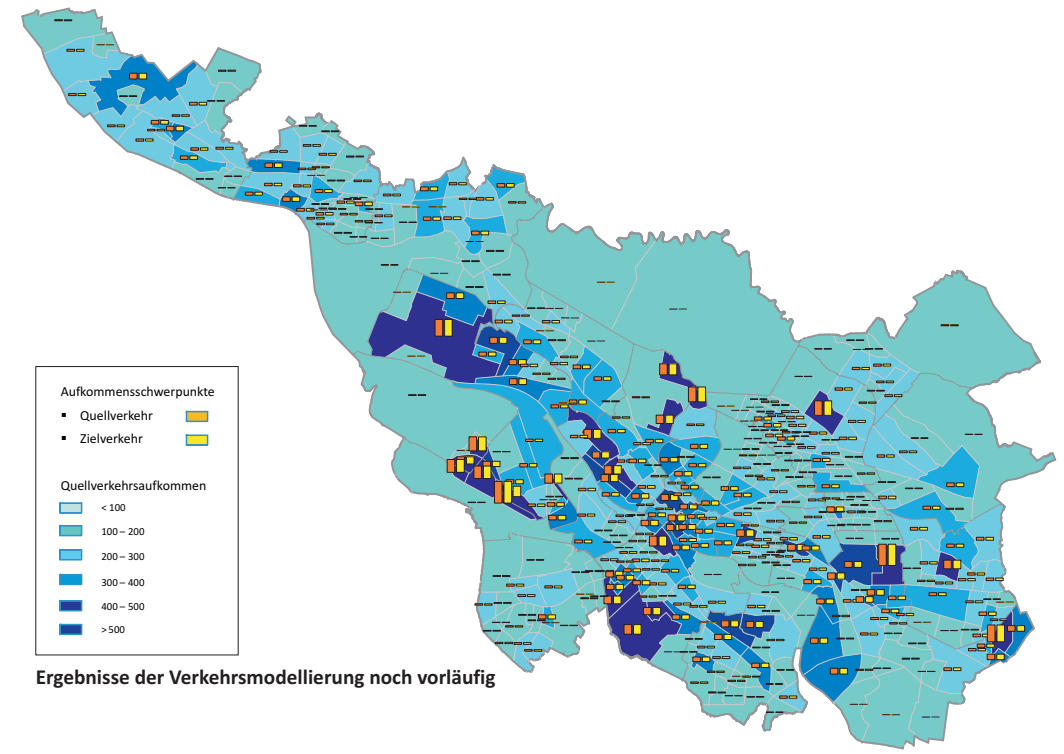 Aufkommensschwerpunkte
▪ Quellverkehr
▪ Zielverkehr
Quellverkehrsaufkommen
< 100
100 – 200
200 – 300
300 – 400
400 – 500
> 500
Ergebnisse der Verkehrsmodellierung noch vorläufig